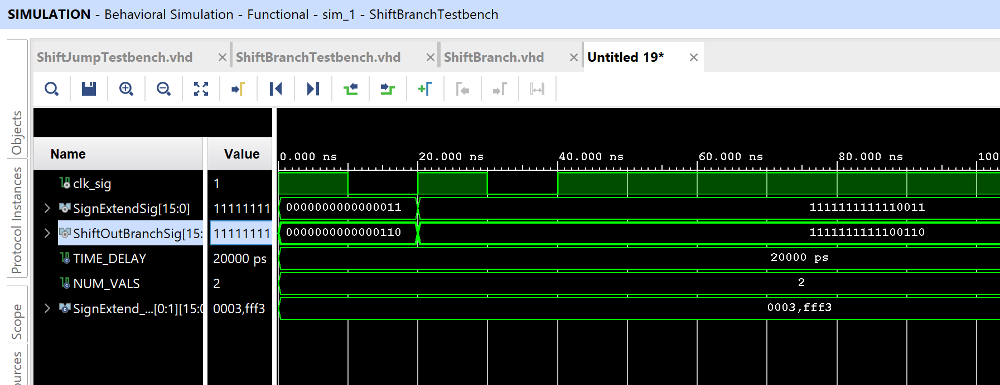 SIMULATION - Behavioral Simulation - Functional - sim_1 - ShiftBranchTestbench
ShiftJumpTestbench.vhd
ShiftBranchTestbench.vhd
ShiftBranch.vhd
Untitled 19*
Objects
Protocol Instances
Scope
ources
Name Value
0.000 ns 20.000 ns 40.000 ns 60.000 ns 80.000 ns 100
clk_sig 1
SignExtendSig[15:0] 11111111 0000000000000011 1111111111110011
ShiftOutBranchSig[15: 11111111 0000000000000110 1111111111100110
TIME_DELAY 20000 ps 20000 ps
NUM_VALS 2 2
SignExtend_...[0:1][15:0 0003,fff3 0003,fff3